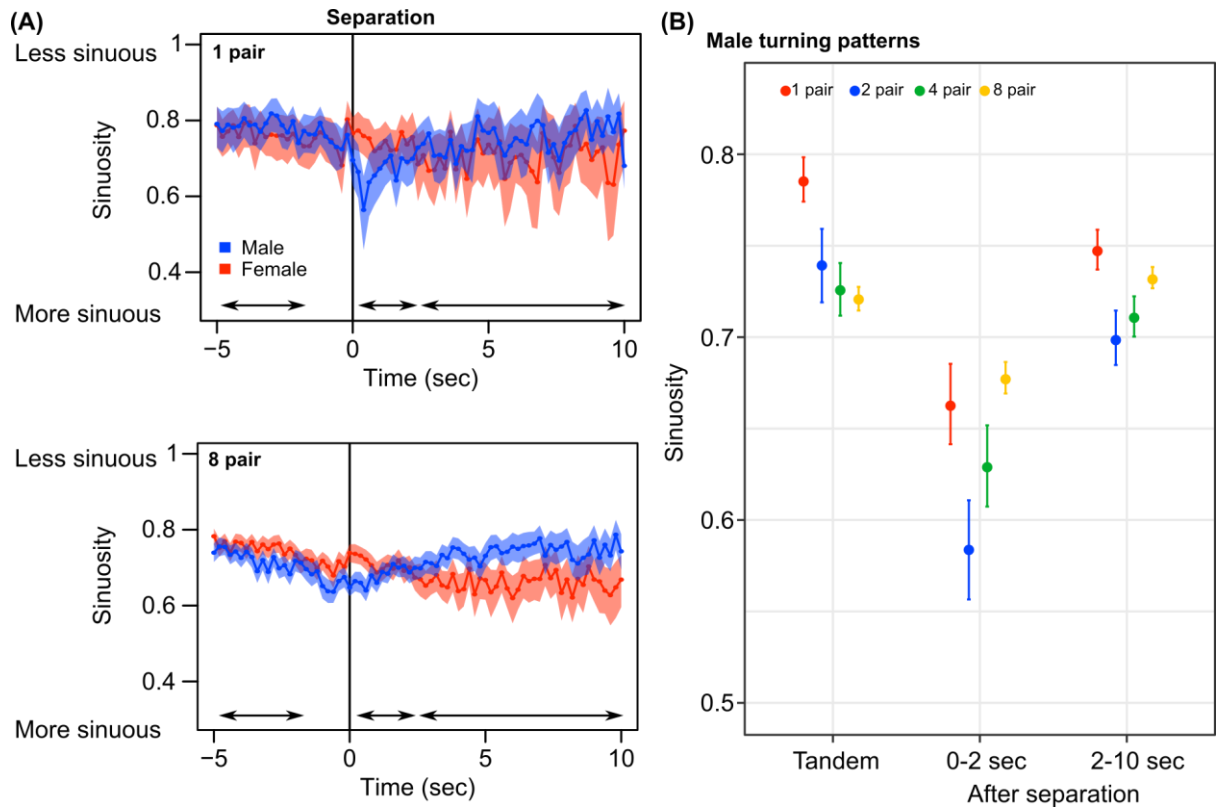 (A)
Separation
Less sinuous
1
1 pair
0.8
Sinuosity
0.6
Male
Female
0.4
More sinuous
−5
0
5
10
Time (sec)
Less sinuous
1
8 pair
0.8
Sinuosity
0.6
0.4
More sinuous
−5
0
5
10
Time (sec)
(B)
Male turning patterns
1 pair 2 pair 4 pair 8 pair
0.8
0.7
Sinuosity
0.6
0.5
Tandem 0-2 sec 2-10 sec
After separation